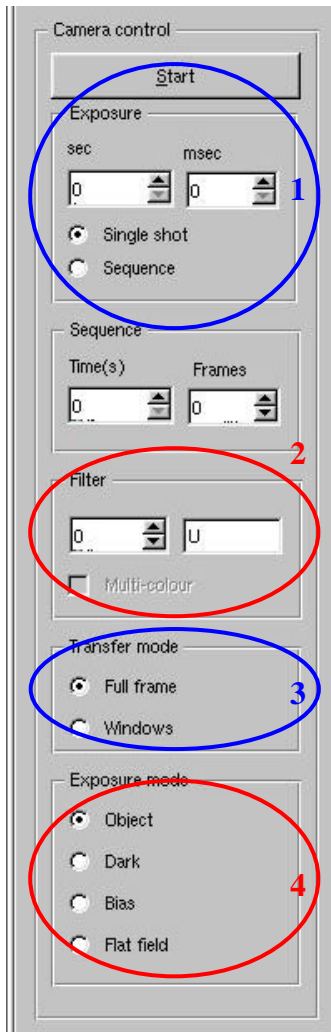 Camera control
Start
Exposure
sec msec
0 0 1
Single shot
Sequence
Sequence
Time(s) Frames
0 0
2
Filter
0 U
Multi-colour
Transfer mode
Full frame 3
Windows
Exposure mode
Object
Dark
Bias 4
Flat field